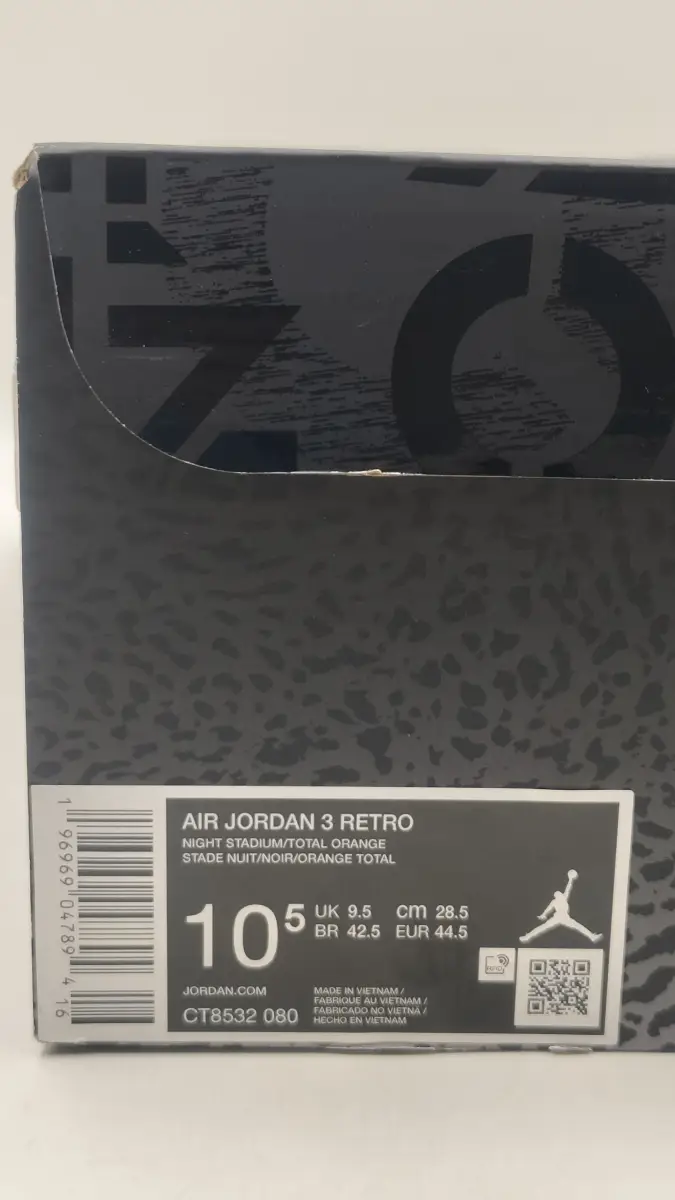 AIR JORDAN 3 RETRO
NIGHT STADIUM/TOTAL ORANGE
STADE NUIT/NOIR/ORANGE TOTAL
10⁵
UK 9.5 cm 28.5
BR 42.5 EUR 44.5
JORDAN.COM
CT8532 080
MADE IN VIETNAM /
FABRIQUE AU VIETNAM /
FABRICADO NO VIETNÃ /
HECHO EN VIETNAM
1 96969 04789 4 16